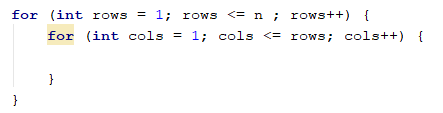 for (int rows = 1; rows <= n ; rows++) {
for (int cols = 1; cols <= rows; cols++) {
}
}